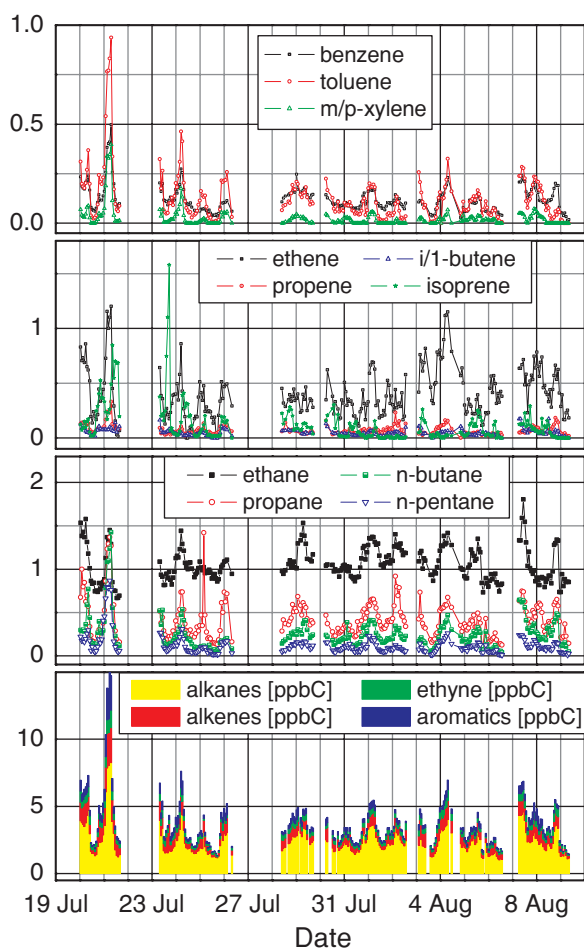 1.0
benzene
toluene
m/p-xylene
0.5
0.0
ethene i/1-butene
propene isoprene
1
0
2
ethane n-butane
propane n-pentane
1
0
alkanes [ppbC] ethyne [ppbC]
alkenes [ppbC] aromatics [ppbC]
10
5
0
19 Jul 23 Jul 27 Jul 31 Jul 4 Aug 8 Aug
Date